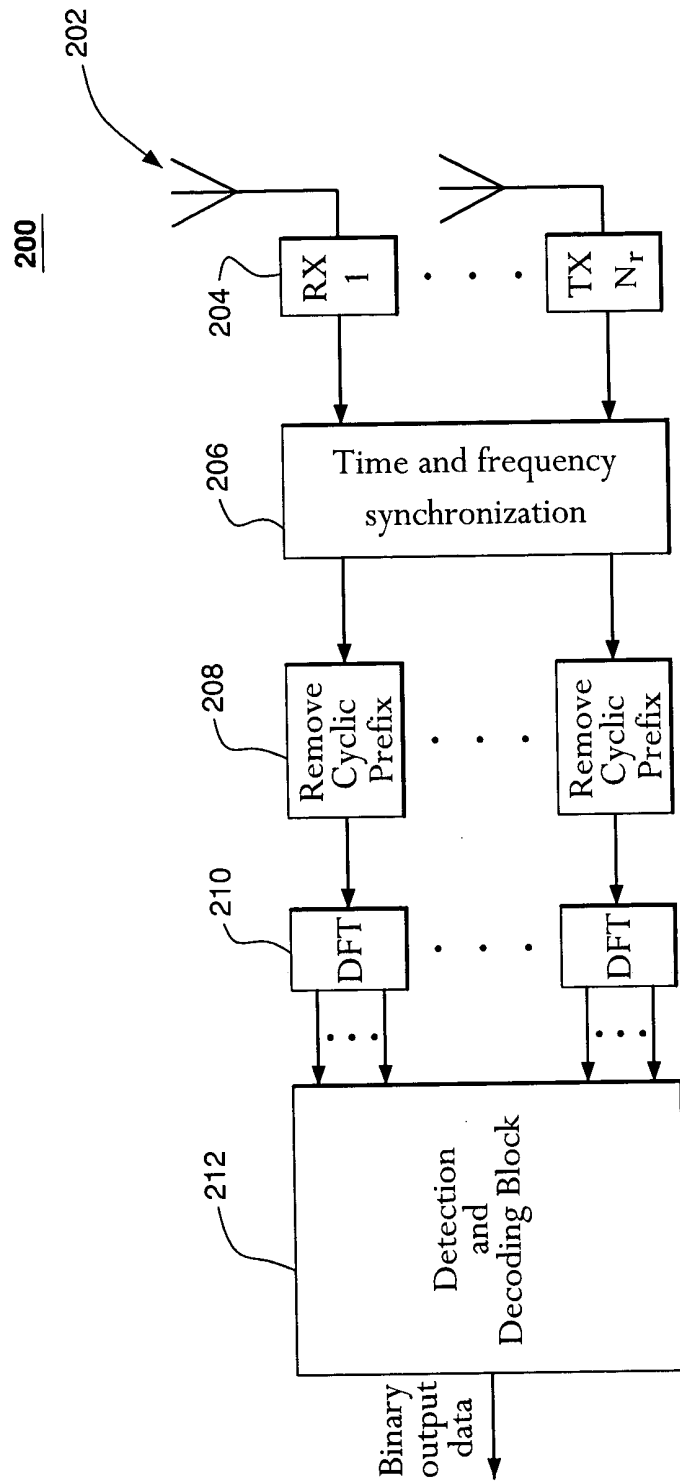 200
202
204
RX
1
TX
Nr
206
Time and frequency
synchronization
208
Remove
Cyclic
Prefix
Remove
Cyclic
Prefix
210
DFT
DFT
212
Detection
and
Decoding Block
Binary
output
data